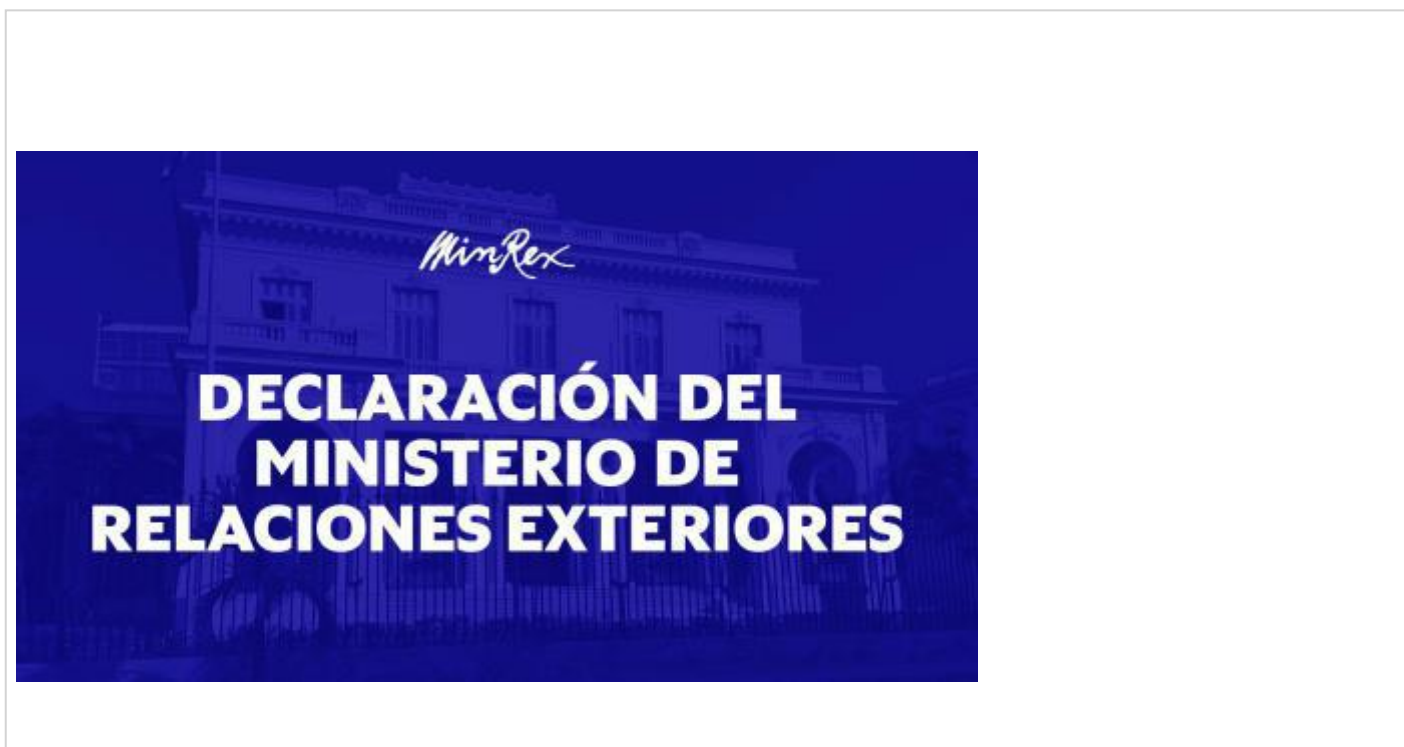 MinRex
DECLARACIÓN DEL
MINISTERIO DE
RELACIONES EXTERIORES